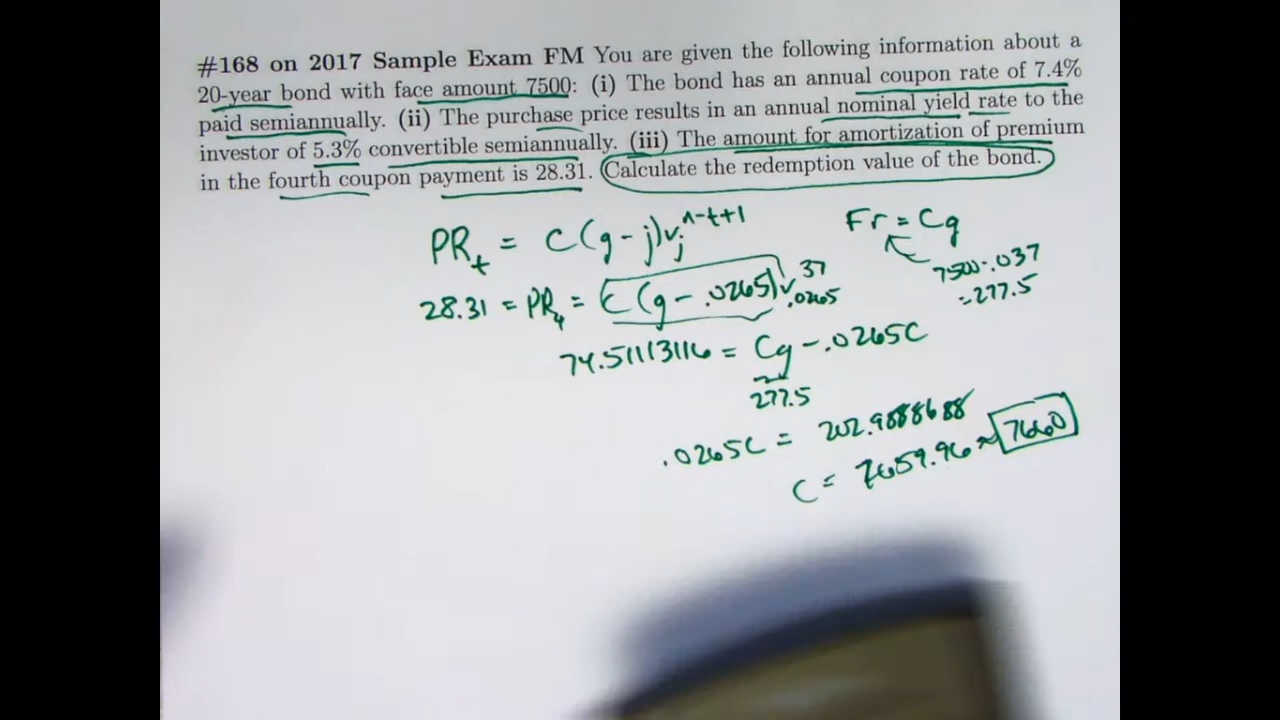 #168 on 2017 Sample Exam FM You are given the following information about a
20-year bond with face amount 7500: (i) The bond has an annual coupon rate of 7.4%
paid semiannually. (ii) The purchase price results in an annual nominal yield rate to the
investor of 5.3% convertible semiannually. (iii) The amount for amortization of premium
in the fourth coupon payment is 28.31. Calculate the redemption value of the bond.
PR_t = C(g-j)v_j^{n-t+1}
Fr = Cg
7500·.037
=277.5
28.31 = PR_4 = C(g-.0265)v_{.0265}^{37}
74.51113116 = Cg - .0265C
277.5
.0265C = 202.9888688
C = 7659.96 ≈ 7660